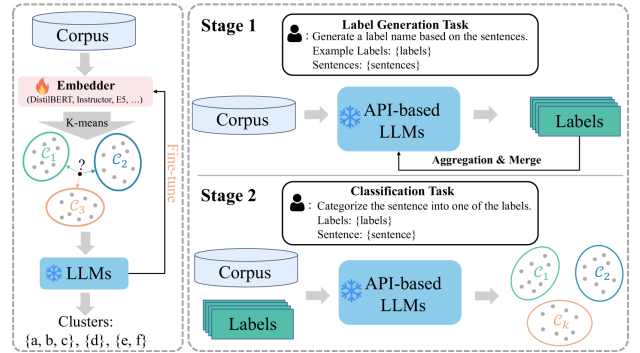 Corpus
Embedder
(DistilBERT, Instructor, E5, …)
K-means
C1
?
C2
C3
Fine-tune
LLMs
Clusters:
{a, b, c}, {d}, {e, f}
Stage 1
Label Generation Task
: Generate a label name based on the sentences.
Example Labels: {labels}
Sentences: {sentences}
Corpus
API-based
LLMs
Labels
Aggregation & Merge
Stage 2
Classification Task
: Categorize the sentence into one of the labels.
Labels: {labels}
Sentence: {sentence}
Corpus
Labels
API-based
LLMs
C1
C2
Ck